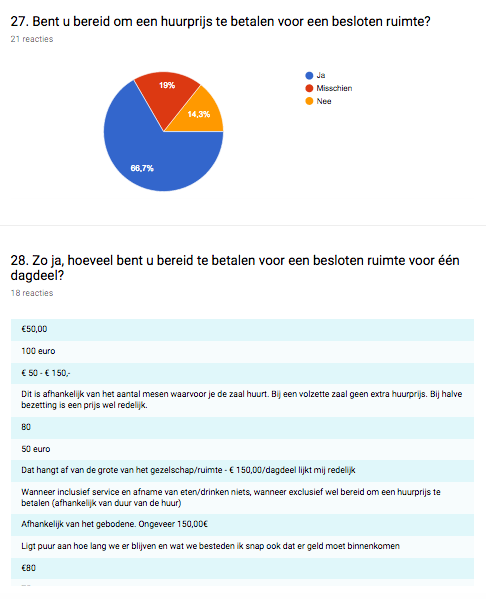 27. Bent u bereid om een huurprijs te betalen voor een besloten ruimte?
21 reacties
Ja
Misschien
Nee
19%
14,3%
66,7%
28. Zo ja, hoeveel bent u bereid te betalen voor een besloten ruimte voor één
dagdeel?
18 reacties
€50,00
100 euro
€ 50 - € 150,-
Dit is afhankelijk van het aantal mesen waarvoor je de zaal huurt. Bij een volzette zaal geen extra huurprijs. Bij halve
bezetting is een prijs wel redelijk.
80
50 euro
Dat hangt af van de grote van het gezelschap/ruimte - € 150,00/dagdeel lijkt mij redelijk
Wanneer inclusief service en afname van eten/drinken niets, wanneer exclusief wel bereid om een huurprijs te
betalen (afhankelijk van duur van de huur)
Afhankelijk van het gebodene. Ongeveer 150,00€
Ligt puur aan hoe lang we er blijven en wat we besteden ik snap ook dat er geld moet binnenkomen
€80